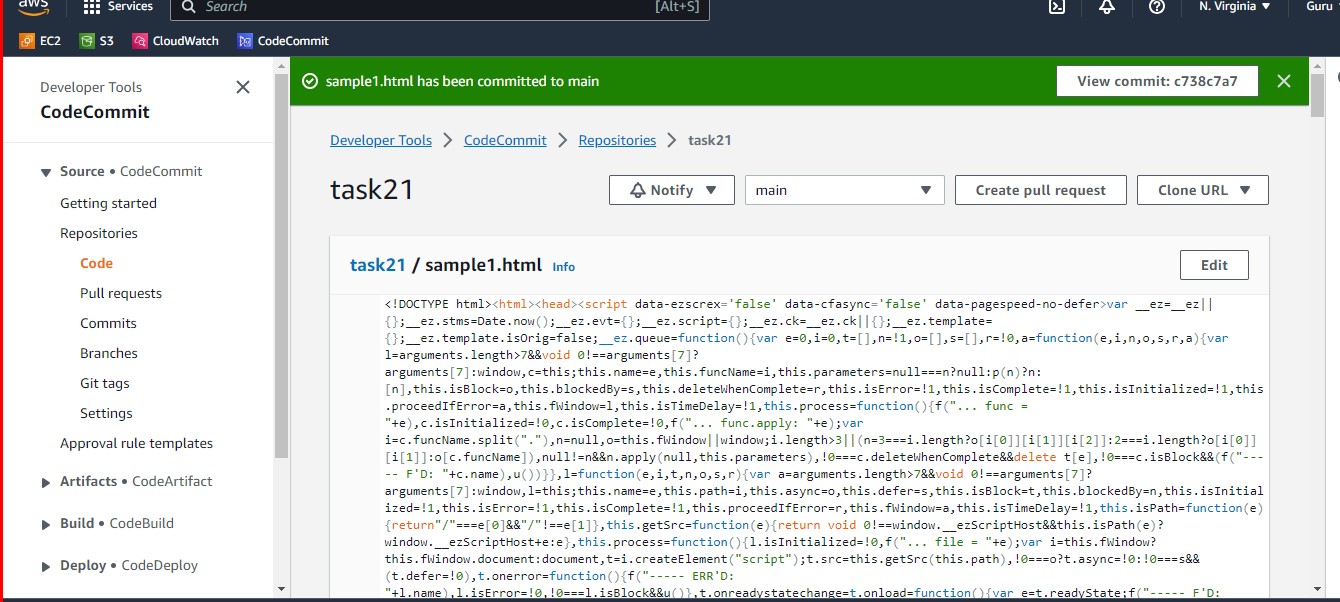 aws
Services
Search
[Alt+S]
N. Virginia
Guru
EC2
S3
CloudWatch
CodeCommit
Developer Tools
CodeCommit
Source • CodeCommit
Getting started
Repositories
Code
Pull requests
Commits
Branches
Git tags
Settings
Approval rule templates
Artifacts • CodeArtifact
Build • CodeBuild
Deploy • CodeDeploy
sample1.html has been committed to main
View commit: c738c7a7
Developer Tools
CodeCommit
Repositories
task21
task21
Notify
main
Create pull request
Clone URL
task21 / sample1.html Info
Edit
<!DOCTYPE html><html><head><script data-ezscrex='false' data-cfasync='false' data-pagespeed-no-defer>var __ez=__ez||
{};__ez.stms=Date.now();__ez.evt={};__ez.script={};__ez.ck=__ez.ck||{};__ez.template=
{};__ez.template.isOrig=false;__ez.queue=function(){var e=0,i=0,t=[],n=!1,o=[],s=[],r=!0,a=function(e,i,n,o,s,r,a){var
l=arguments.length>7&&void 0!==arguments[7]?
arguments[7]:window,c=this;this.name=e,this.funcName=i,this.parameters=null===n?null:p(n)?n:
[n],this.isBlock=o,this.blockedBy=s,this.deleteWhenComplete=r,this.isError=!1,this.isComplete=!1,this.isInitialized=!1,this
.proceedIfError=a,this.fWindow=l,this.isTimeDelay=!1,this.process=function(){f("... func =
"+e),c.isInitialized=!0,c.isComplete=!0,f("... func.apply: "+e);var
i=c.funcName.split("."),n=null,o=this.fWindow||window;i.length>3||(n=3===i.length?o[i[0]][i[1]][i[2]]:2===i.length?o[i[0]]
[i[1]]:o[c.funcName]),null!=n&&n.apply(null,this.parameters),!0===c.deleteWhenComplete&&delete t[e],!0===c.isBlock&&(f("---
-- F'D: "+c.name),u())}},l=function(e,i,t,n,o,s,r){var a=arguments.length>7&&void 0!==arguments[7]?
arguments[7]:window,l=this;this.name=e,this.path=i,this.async=o,this.defer=s,this.isBlock=t,this.blockedBy=n,this.isInitial
ized=!1,this.isError=!1,this.isComplete=!1,this.proceedIfError=r,this.fWindow=a,this.isTimeDelay=!1,this.isPath=function(e)
{return"/"===e[0]&&"/"!==e[1]},this.getSrc=function(e){return void 0!==window.__ezScriptHost&&this.isPath(e)?
window.__ezScriptHost+e:e},this.process=function(){l.isInitialized=!0,f("... file = "+e);var i=this.fWindow?
this.fWindow.document:document,t=i.createElement("script");t.src=this.getSrc(this.path),!0===o?t.async=!0:!0===s&&
(t.defer=!0),t.onerror=function(){f("----- ERR'D:
"+l.name),l.isError=!0,!0===l.isBlock&&u()},t.onreadystatechange=t.onload=function(){var e=t.readyState;f("----- F'D: